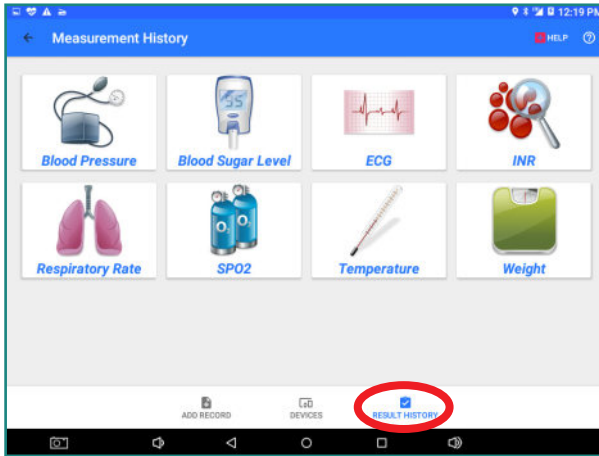 12:19 PM
Measurement History
HELP
Blood Pressure
Blood Sugar Level
ECG
INR
Respiratory Rate
SPO2
Temperature
Weight
ADD RECORD
DEVICES
RESULT HISTORY